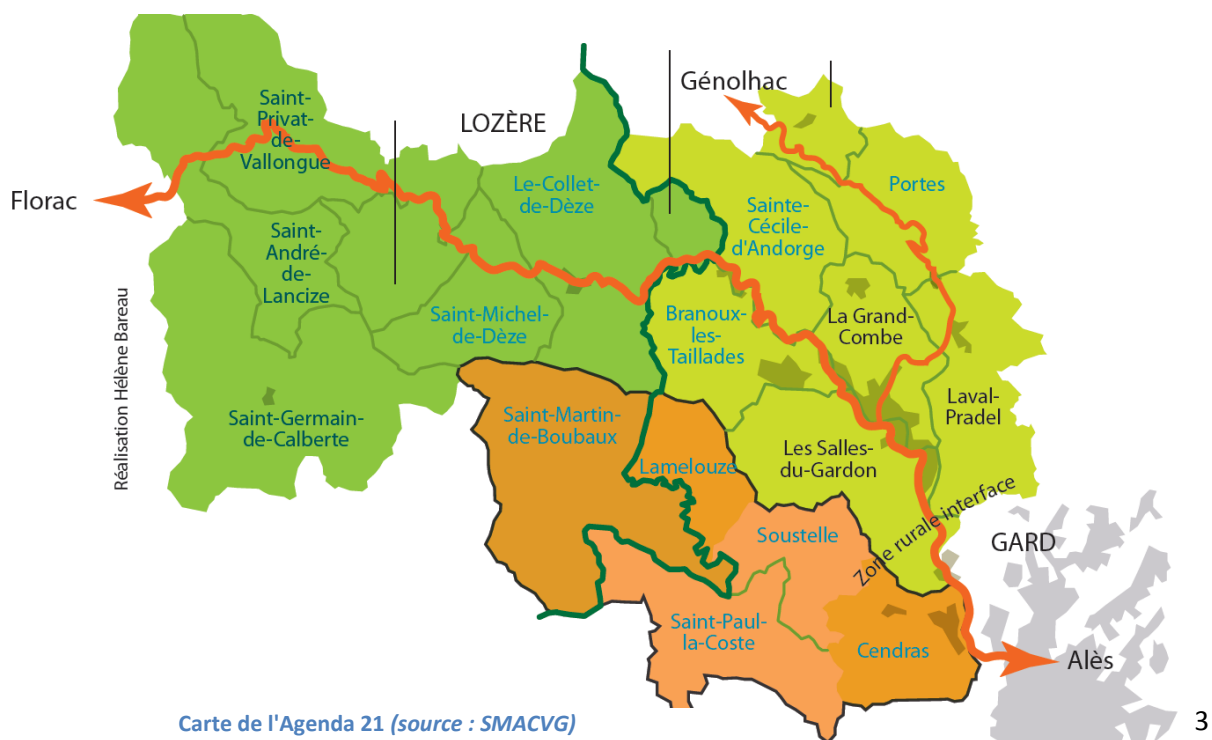 Génolhac
Saint-
Privat-
de-
Vallongue
LOZÈRE
Florac
Le-Collet-
de-Dèze
Portes
Sainte-
Cécile-
d'Andorge
Saint-
André-
de-
Lancize
Saint-Michel-
de-Dèze
Branoux-
les-
Taillades
La Grand-
Combe
Réalisation Hélène Bareau
Saint-Germain-
de-Calberte
Saint-Martin-
de-Boubaux
Laval-
Pradel
Les Salles-
du-Gardon
Lamelouze
Soustelle
Zone rurale interface
GARD
Saint-Paul-
la-Coste
Cendras
Alès
Carte de l'Agenda 21 (source : SMACVG)
3